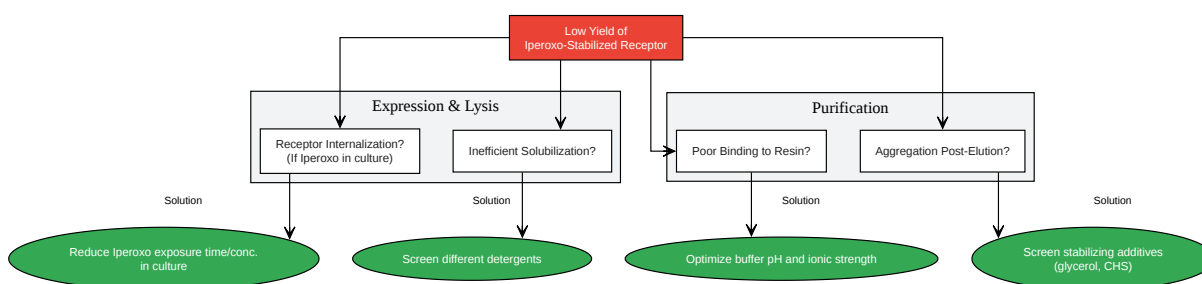 Low Yield of
Iperoxo-Stabilized Receptor
Expression & Lysis
Purification
Receptor Internalization?
(If Iperoxo in culture)
Inefficient Solubilization?
Poor Binding to Resin?
Aggregation Post-Elution?
Solution
Solution
Solution
Solution
Reduce Iperoxo exposure time/conc.
in culture
Screen different detergents
Optimize buffer pH and ionic strength
Screen stabilizing additives
(glycerol, CHS)